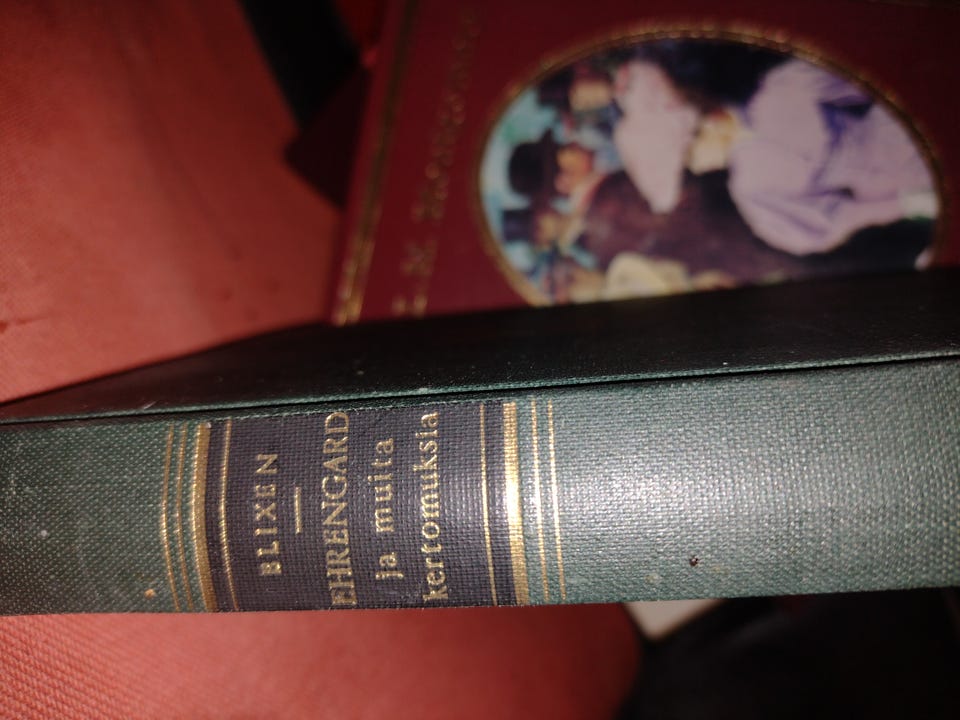 BLIXEN
EHRENGARD
ja muita
kertomuksia